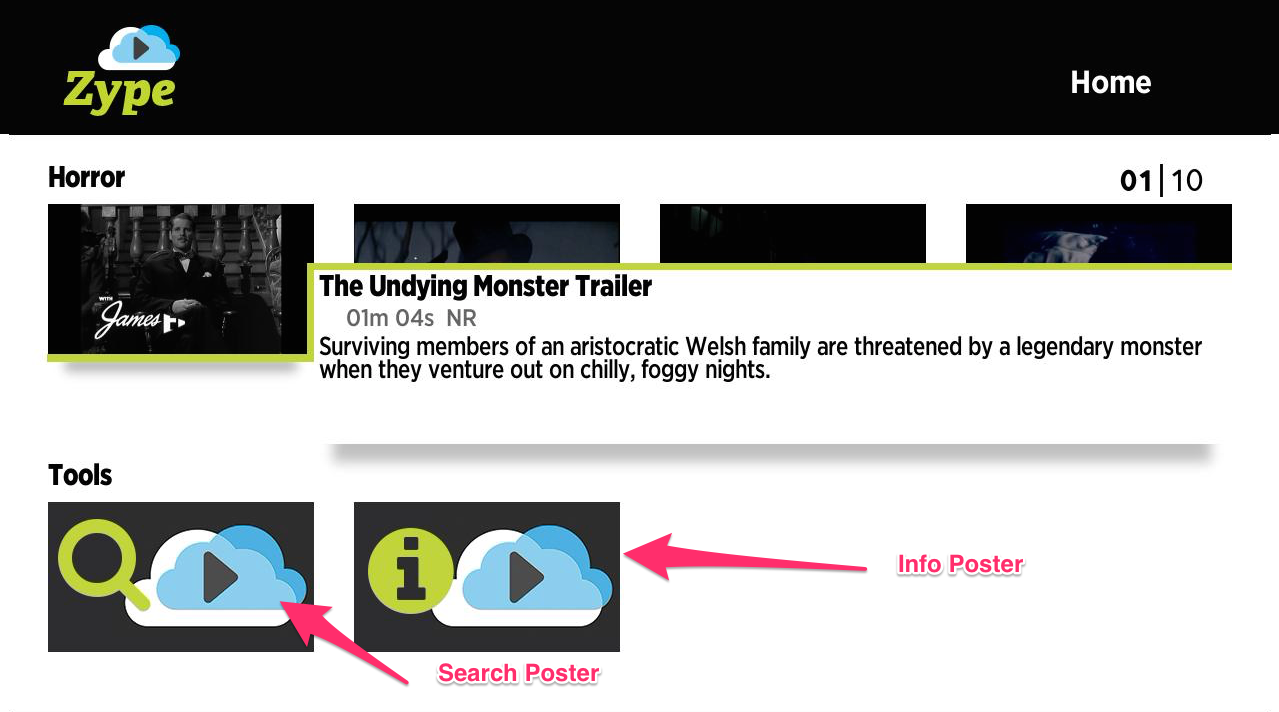 Zype
Home
Horror
01|10
WITH
James
The Undying Monster Trailer
01m 04s NR
Surviving members of an aristocratic Welsh family are threatened by a legendary monster
when they venture out on chilly, foggy nights.
Tools
i
Info Poster
Search Poster